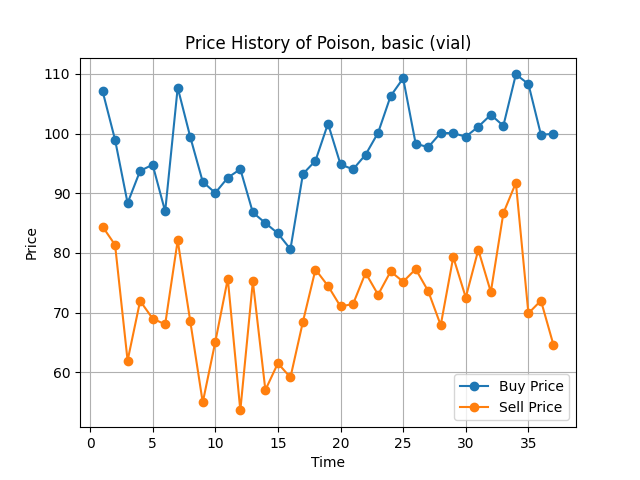 Price History of Poison, basic (vial)
110
100
90
80
70
60
Price
0 5 10 15 20 25 30 35
Time
Buy Price
Sell Price